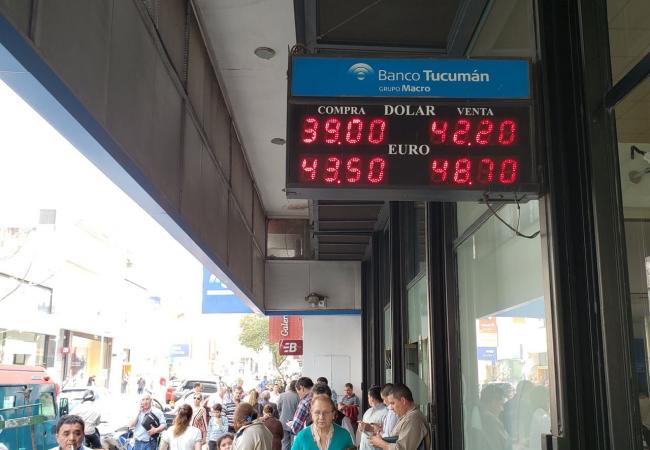 Banco Tucumán
GRUPO Macro
COMPRA DOLAR VENTA
39.00 42.20
EURO
43.50 48.70